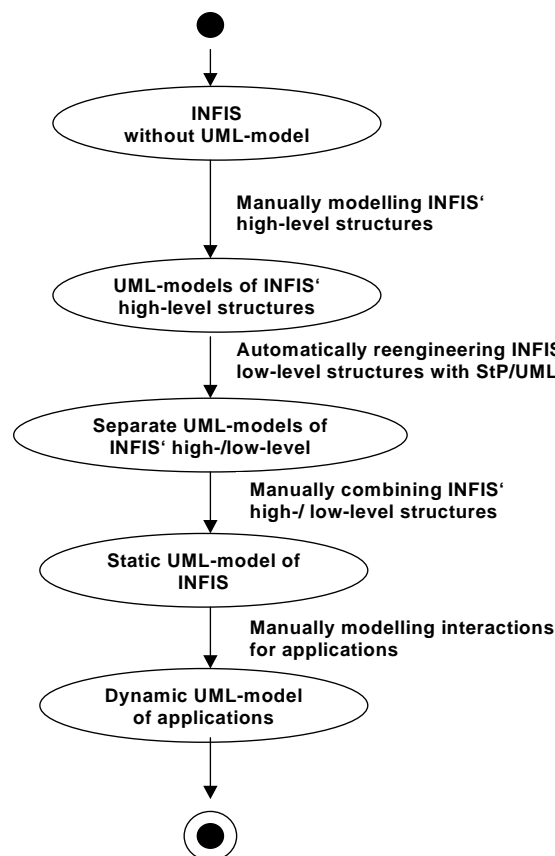 INFIS
without UML-model
Manually modelling INFIS‘
high-level structures
UML-models of INFIS‘
high-level structures
Automatically reengineering INFIS
low-level structures with StP/UML
Separate UML-models of
INFIS‘ high-/low-level
Manually combining INFIS‘
high-/ low-level structures
Static UML-model of
INFIS
Manually modelling interactions
for applications
Dynamic UML-model
of applications